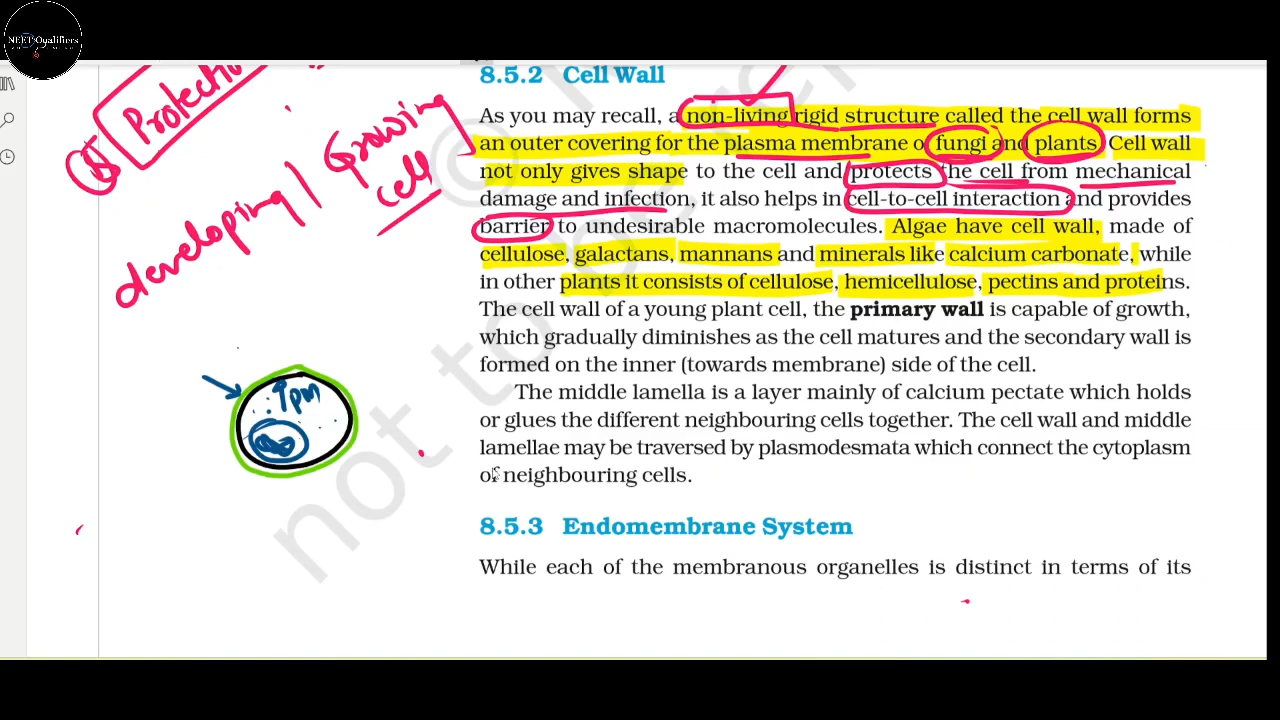 NEET Qyalifiers
8.5.2 Cell Wall
As you may recall, a non-living rigid structure called the cell wall forms
an outer covering for the plasma membrane of fungi and plants. Cell wall
not only gives shape to the cell and protects the cell from mechanical
damage and infection, it also helps in cell-to-cell interaction and provides
barrier to undesirable macromolecules. Algae have cell wall, made of
cellulose, galactans, mannans and minerals like calcium carbonate, while
in other plants it consists of cellulose, hemicellulose, pectins and proteins.
The cell wall of a young plant cell, the primary wall is capable of growth,
which gradually diminishes as the cell matures and the secondary wall is
formed on the inner (towards membrane) side of the cell.
The middle lamella is a layer mainly of calcium pectate which holds
or glues the different neighbouring cells together. The cell wall and middle
lamellae may be traversed by plasmodesmata which connect the cytoplasm
of neighbouring cells.
8.5.3 Endomembrane System
While each of the membranous organelles is distinct in terms of its
Protection
developing / Growing
cell
pm
© 
not to be re